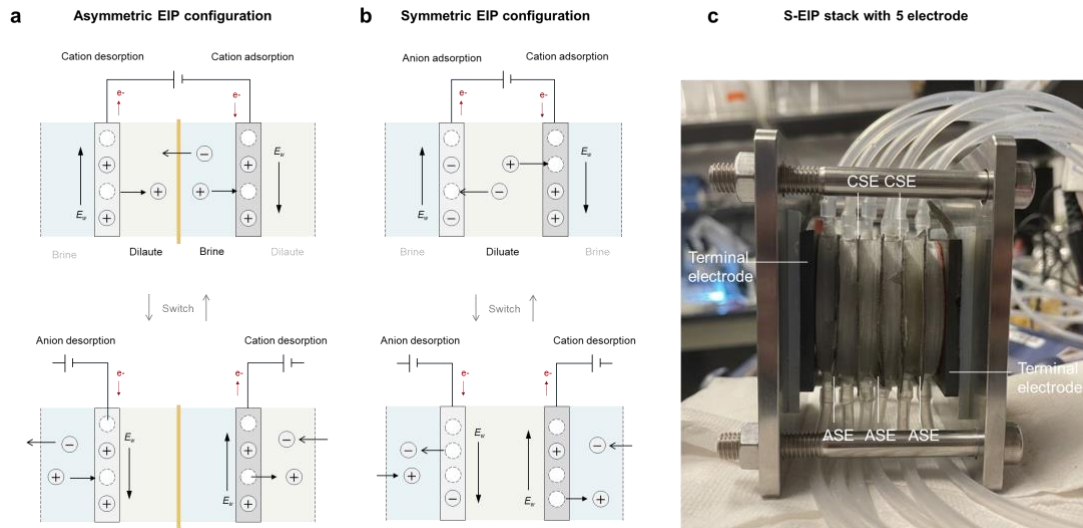 a
Asymmetric EIP configuration
Cation desorption
Cation adsorption
e-
e-
+
+
+
-
+
+
+
+
Ew
Ew
Brine
Dilaute
Brine
Dilaute
Switch
Anion desorption
Cation desorption
e-
e-
-
+
+
+
+
+
+
-
Ew
Ew
b
Symmetric EIP configuration
Anion adsorption
Cation adsorption
e-
e-
-
-
+
-
+
+
Ew
Ew
Brine
Diluate
Brine
Switch
Anion desorption
Cation desorption
e-
e-
-
+
-
+
+
-
+
Ew
Ew
c
S-EIP stack with 5 electrode
CSE CSE
Terminal
electrode
Terminal
electrode
ASE ASE ASE